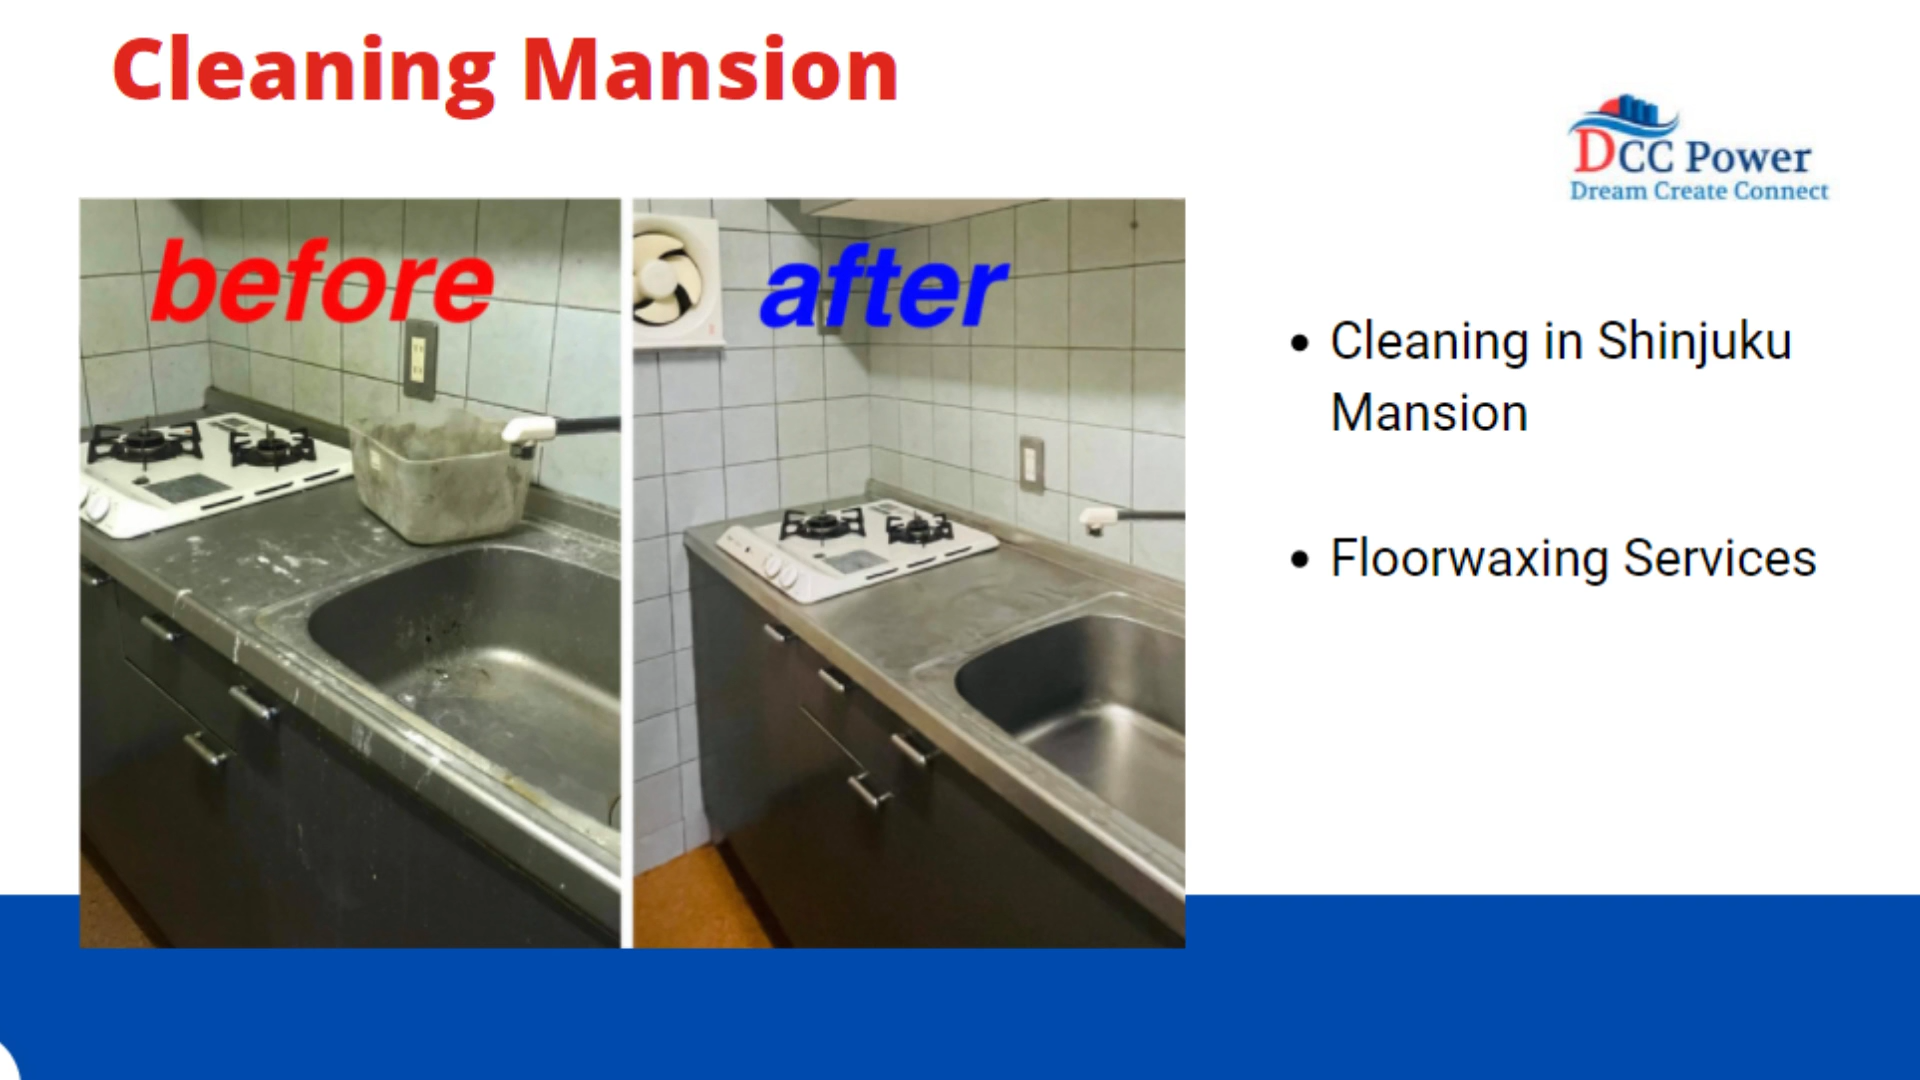 Cleaning Mansion
DCC Power
Dream Create Connect
before
after
• Cleaning in Shinjuku
Mansion
• Floorwaxing Services